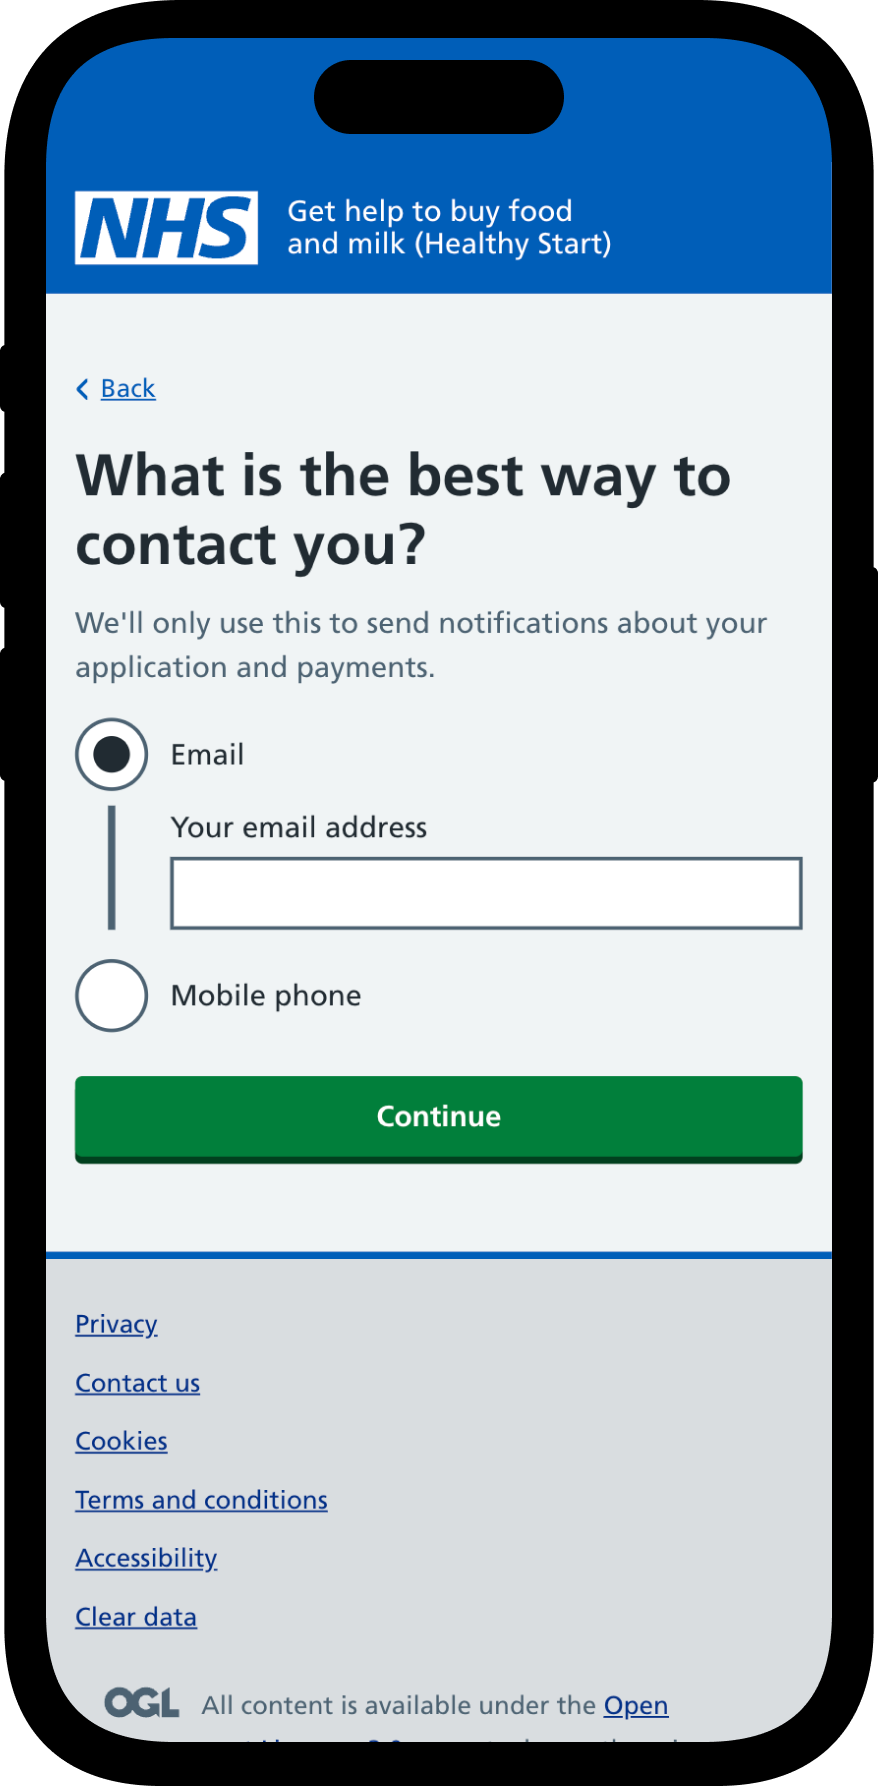 NHS
Get help to buy food
and milk (Healthy Start)
Back
What is the best way to
contact you?
We'll only use this to send notifications about your
application and payments.
Email
Your email address
Mobile phone
Continue
Privacy
Contact us
Cookies
Terms and conditions
Accessibility
Clear data
OGL
All content is available under the Open